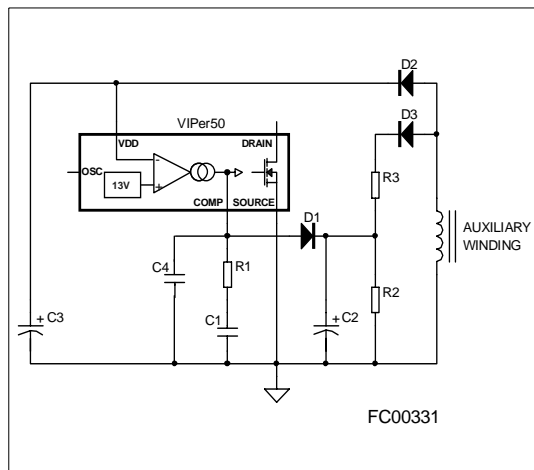 D2
VIPer50
D3
VDD
DRAIN
OSC
-
13V
+
R3
COMP
SOURCE
D1
AUXILIARY
WINDING
C4
R1
R2
+ C3
C1
+
C2
FC00331